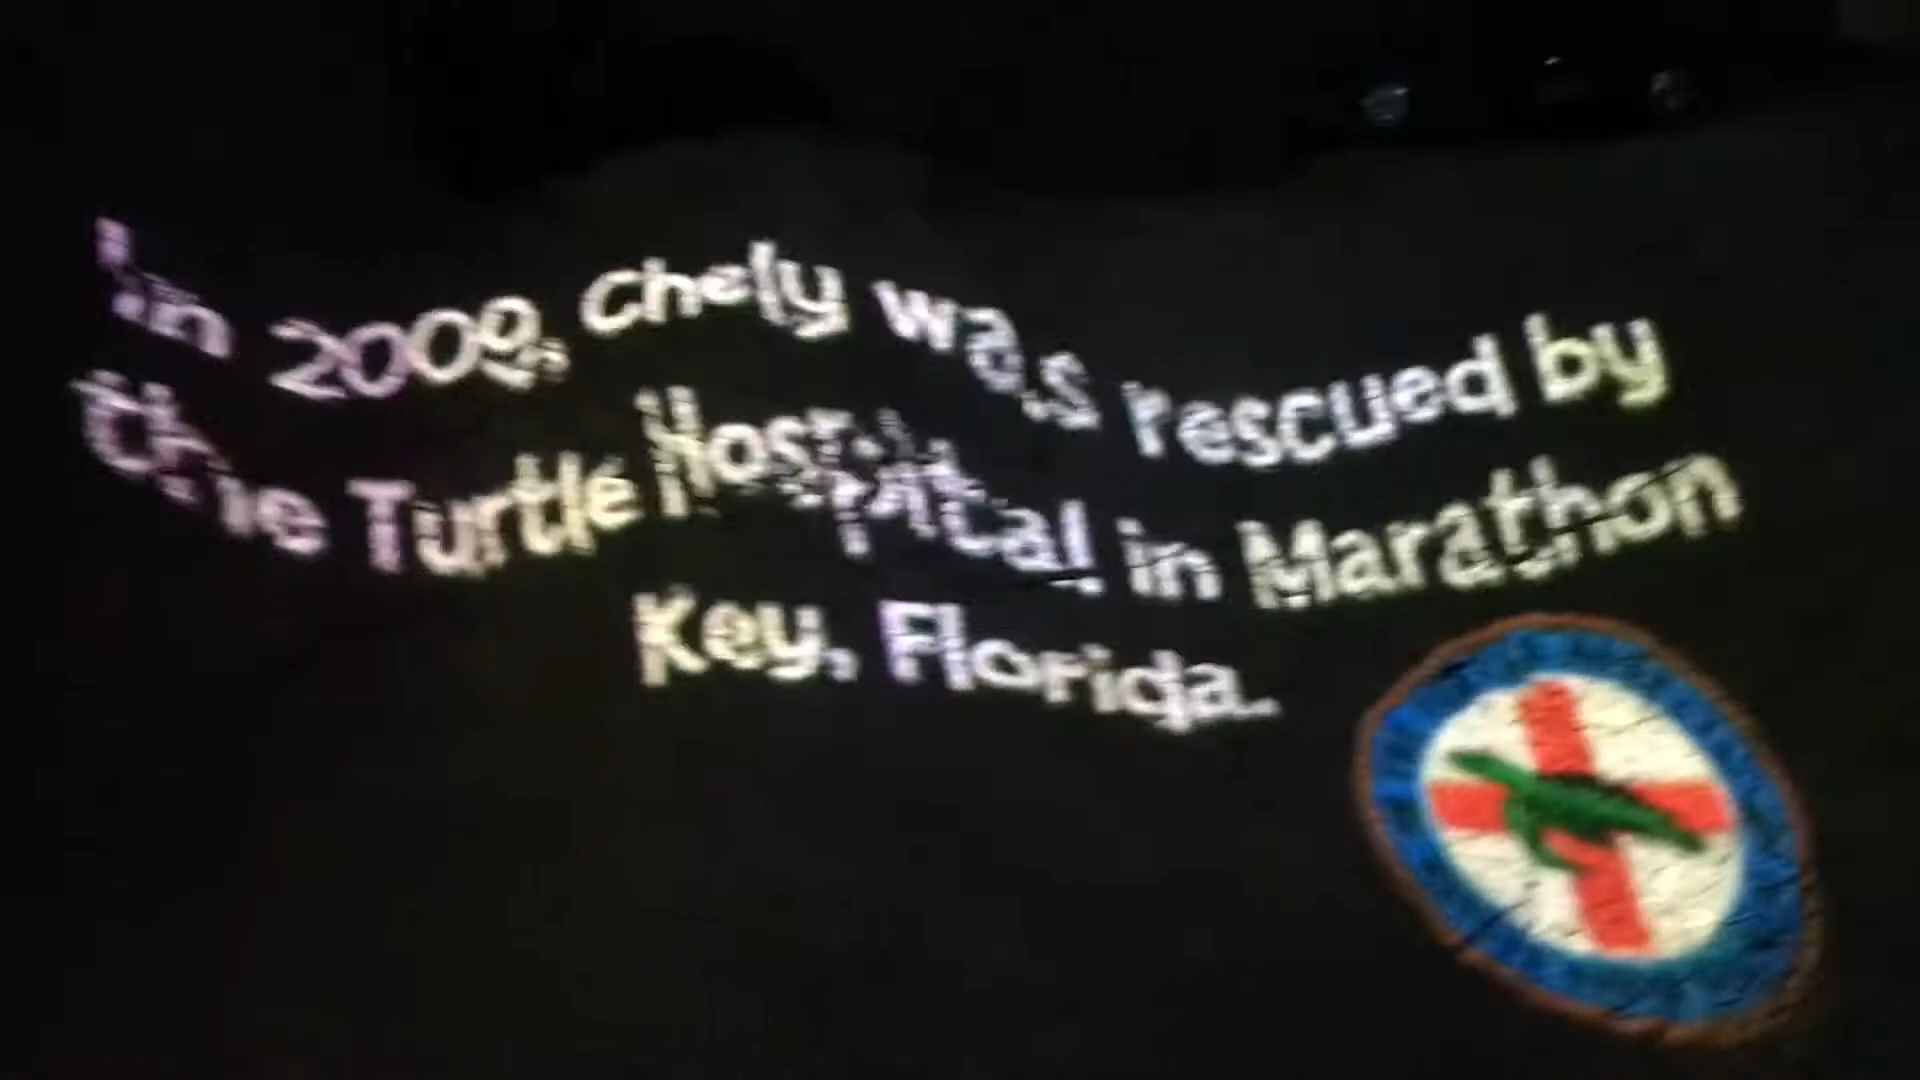 In 2009, Chely was rescued by
the Turtle Hospital in Marathon
Key, Florida.